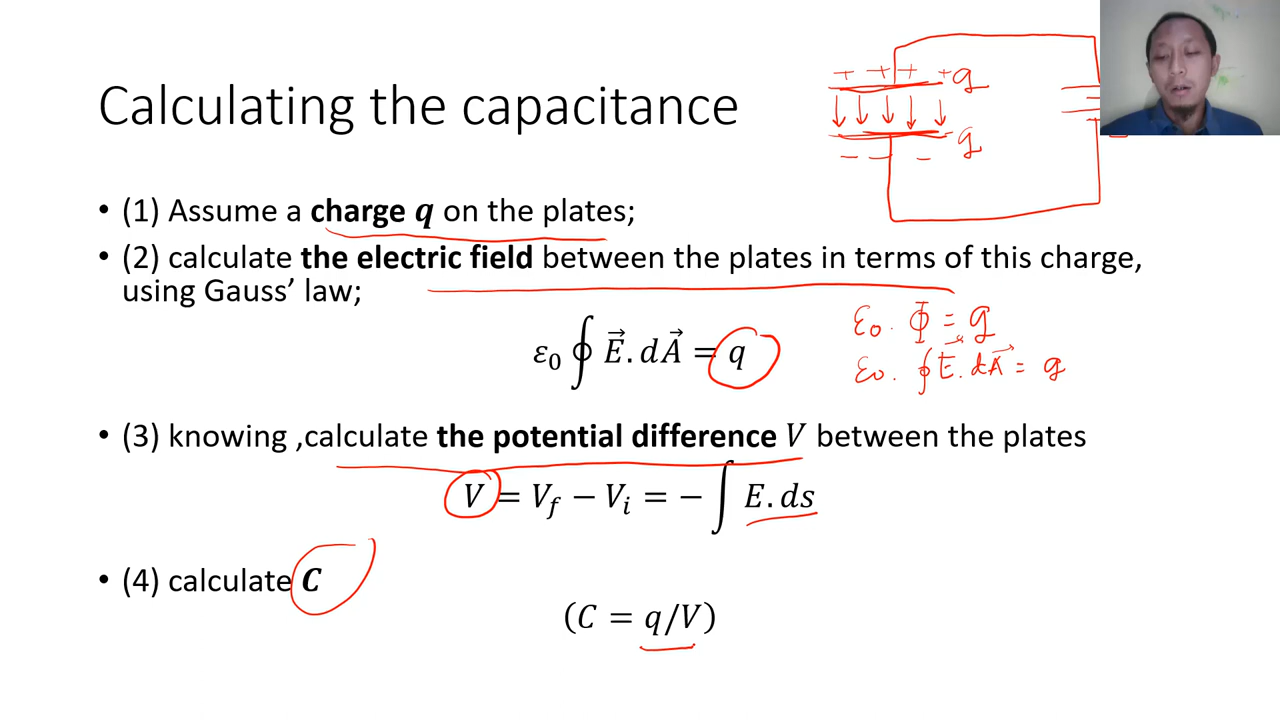 Calculating the capacitance
+ + + + q
- q
- - -
• (1) Assume a charge q on the plates;
• (2) calculate the electric field between the plates in terms of this charge,
using Gauss’ law;
ε₀ ∮ E⃗ . dA⃗ = q
ε₀ . Φ = q
ε₀ . ∮ E⃗ . dA⃗ = q
• (3) knowing ,calculate the potential difference V between the plates
V = V_f − V_i = − ∫ E . ds
• (4) calculate C
(C = q/V)